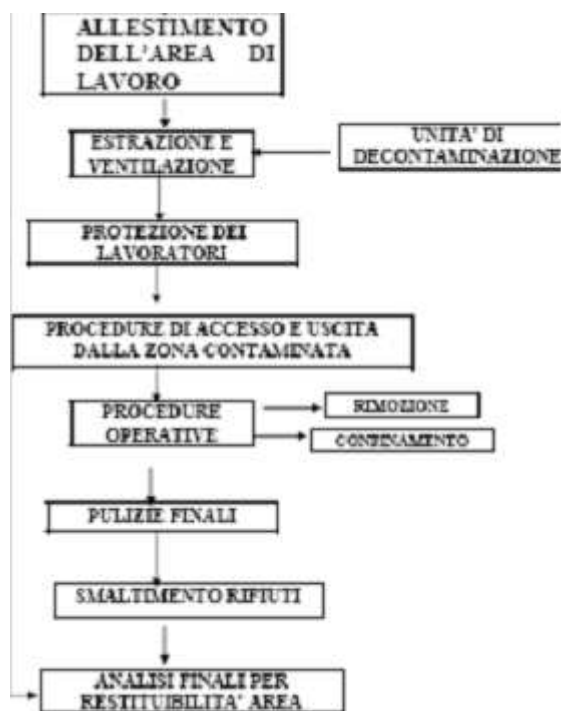 ALLESTIMENTO
DELL'AREA DI
LAVORO
ESTRAZIONE E
VENTILAZIONE
UNITA' DI
DECONTAMINAZIONE
PROTEZIONE DEI
LAVORATORI
PROCEDURE DI ACCESSO E USCITA
DALLA ZONA CONTAMINATA
PROCEDURE
OPERATIVE
RIMOZIONE
CONFINAMENTO
PULIZIE FINALI
SMALTIMENTO RIFIUTI
ANALISI FINALI PER
RESTITUIBILITA' AREA